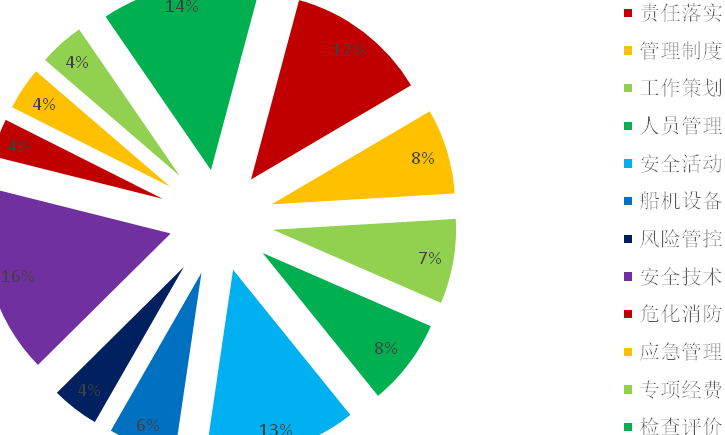 14%
12%
4%
4%
4%
8%
7%
16%
8%
4%
6%
13%
责任落实
管理制度
工作策划
人员管理
安全活动
船机设备
风险管控
安全技术
危化消防
应急管理
专项经费
检查评价